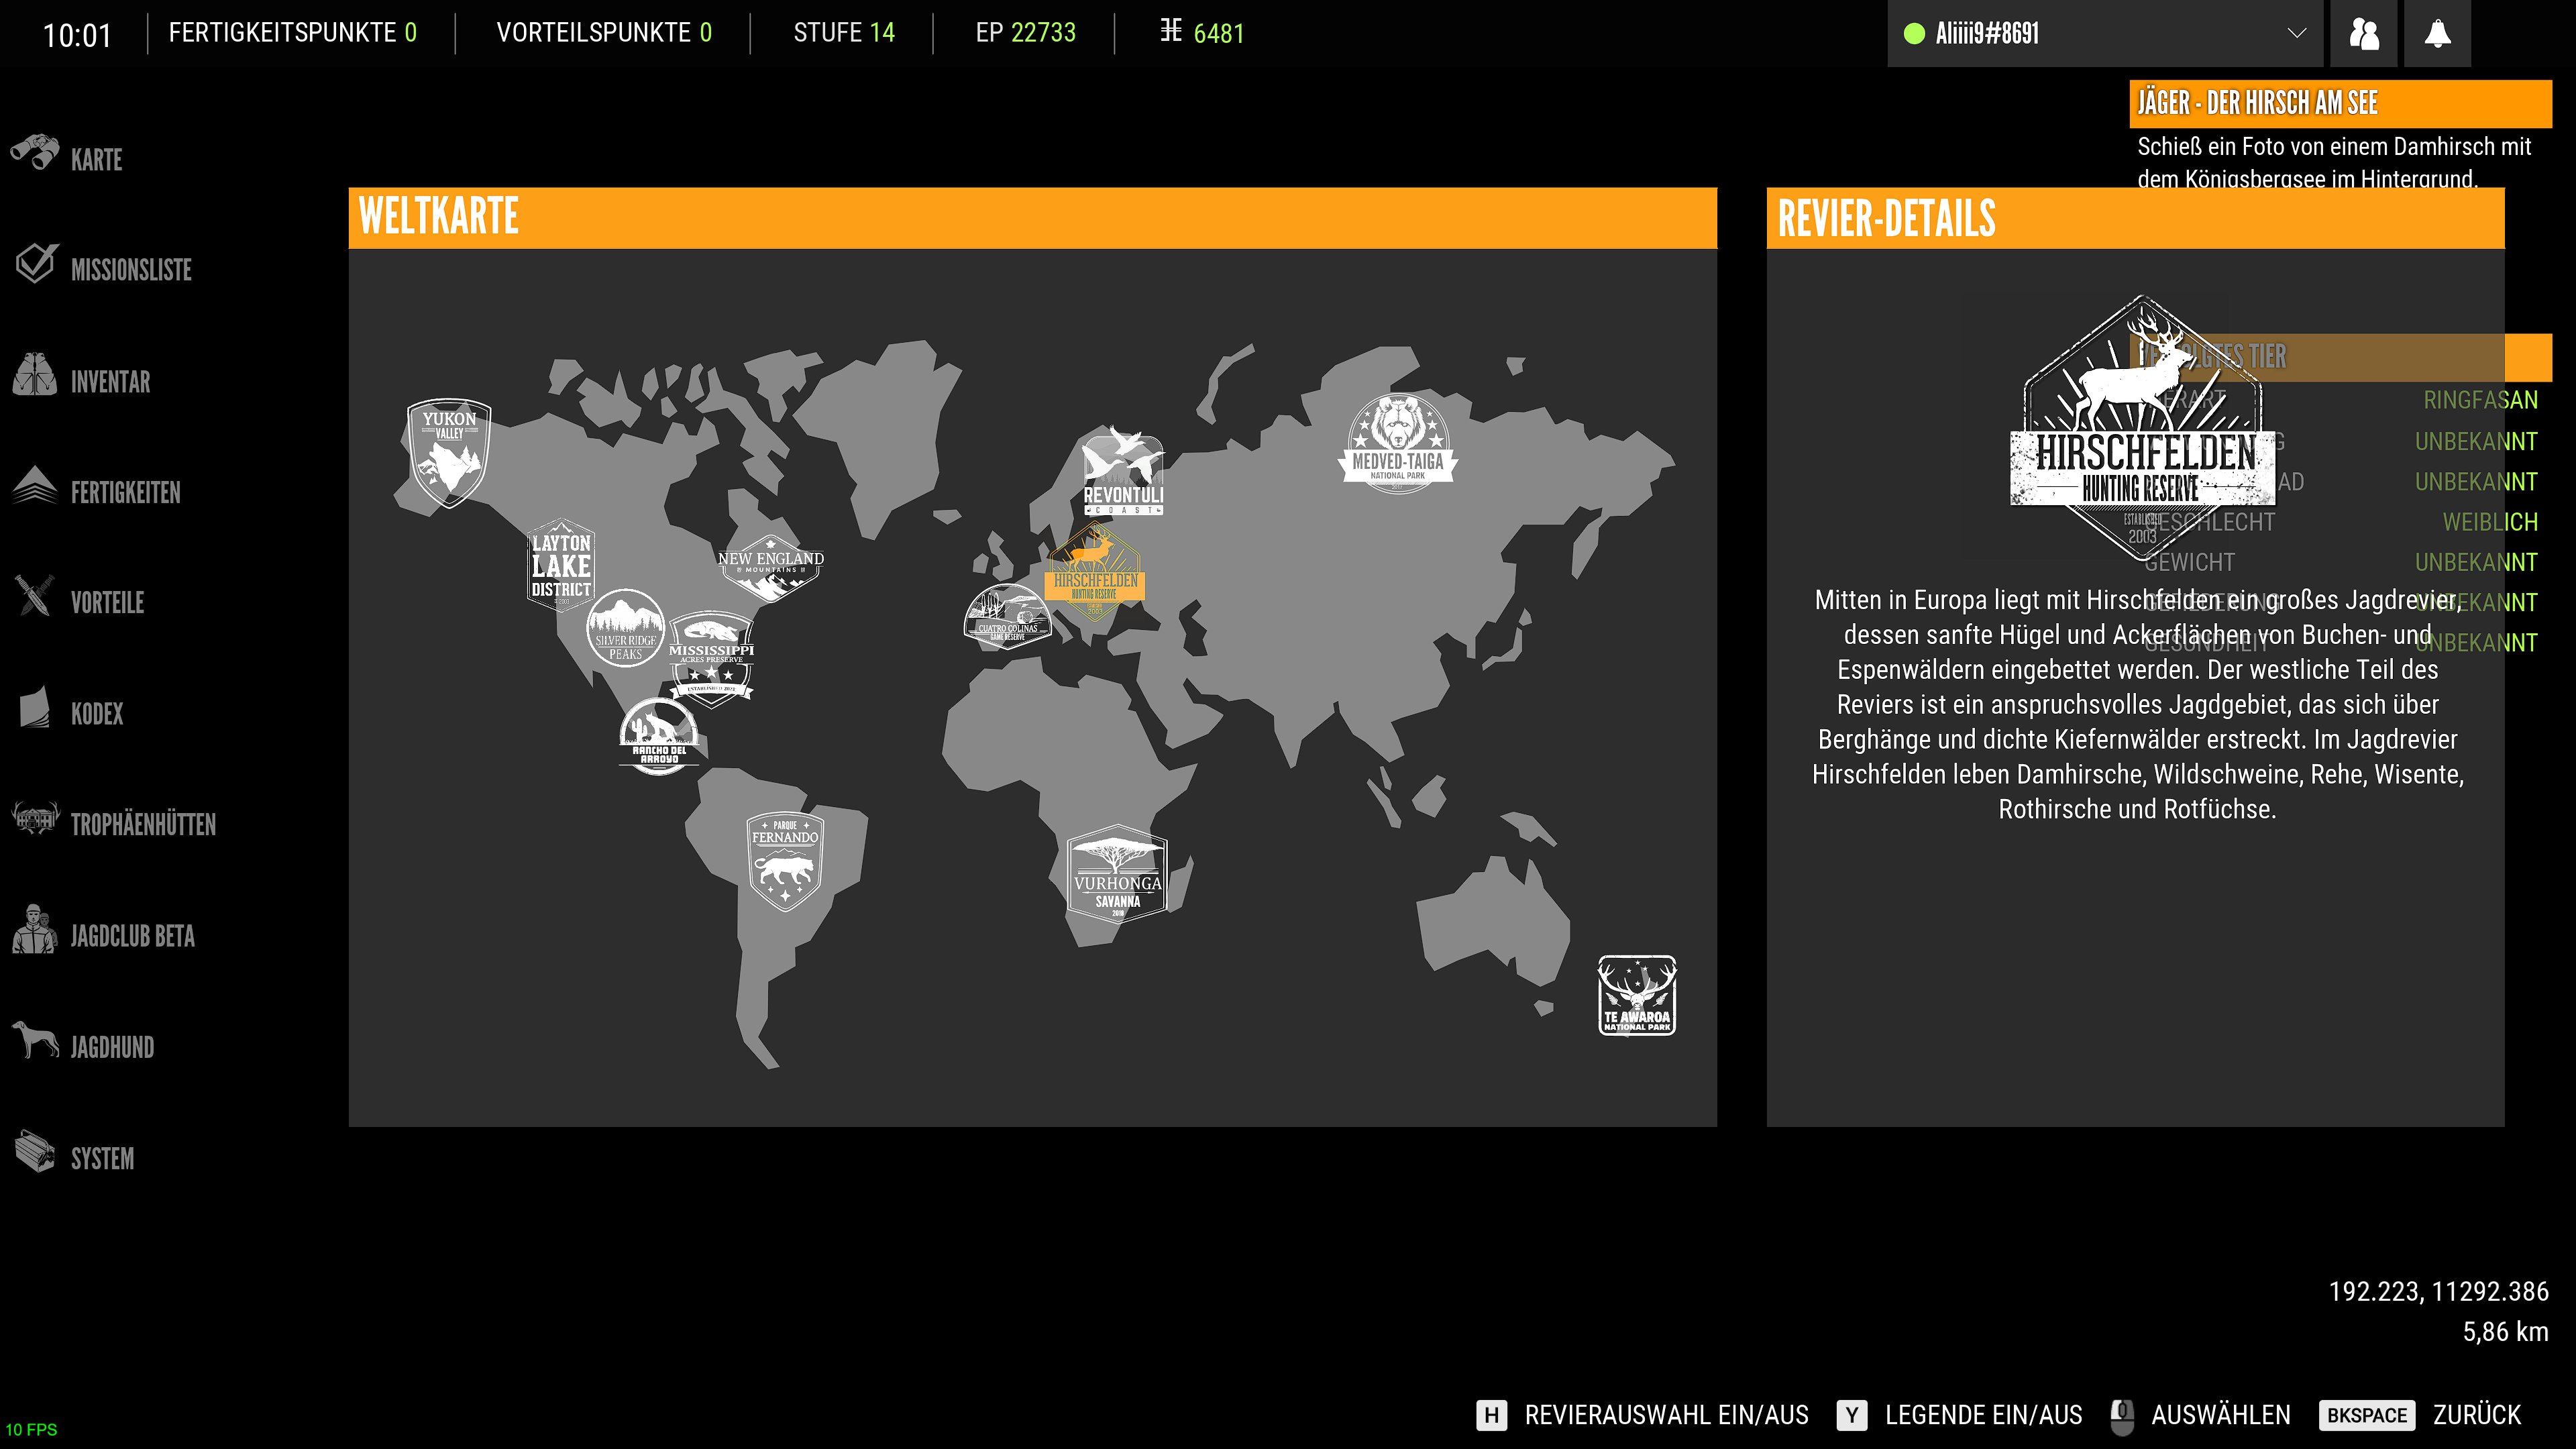 10:01
FERTIGKEITSPUNKTE 0
VORTEILSPUNKTE 0
STUFE 14
EP 22733
6481
Aliiii9#8691
JÄGER - DER HIRSCH AM SEE
Schieß ein Foto von einem Damhirsch mit
dem Königsbergsee im Hintergrund.
KARTE
MISSIONSLISTE
INVENTAR
FERTIGKEITEN
VORTEILE
KODEX
TROPHÄENHÜTTEN
JAGDCLUB BETA
JAGDHUND
SYSTEM
WELTKARTE
YUKON
VALLEY
LAYTON
LAKE
DISTRICT
NEW ENGLAND
MOUNTAINS
SILVER RIDGE
PEAKS
MISSISSIPPI
ACRES PRESERVE
RANCHO DEL
ARROYO
PARQUE
FERNANDO
REVONTULI
COAST
HIRSCHFELDEN
HUNTING RESERVE
CUATRO COLINAS
GAME RESERVE
MEDVED-TAIGA
NATIONAL PARK
VURHONGA
SAVANNA
TE AWAROA
NATIONAL PARK
REVIER-DETAILS
HIRSCHFELDEN
HUNTING RESERVE
ESTABLISHED
2003
TIER
RINGFASAN
UNBEKANNT
UNBEKANNT
GESCHLECHT WEIBLICH
GEWICHT UNBEKANNT
GEFIEDERUNG UNBEKANNT
GESUNDHEIT UNBEKANNT
Mitten in Europa liegt mit Hirschfelden ein großes Jagdrevier,
dessen sanfte Hügel und Ackerflächen von Buchen- und
Espenwäldern eingebettet werden. Der westliche Teil des
Reviers ist ein anspruchsvolles Jagdgebiet, das sich über
Berghänge und dichte Kiefernwälder erstreckt. Im Jagdrevier
Hirschfelden leben Damhirsche, Wildschweine, Rehe, Wisente,
Rothirsche und Rotfüchse.
192.223, 11292.386
5,86 km
10 FPS
H REVIERAUSWAHL EIN/AUS
Y LEGENDE EIN/AUS
AUSWÄHLEN
BKSPACE ZURÜCK